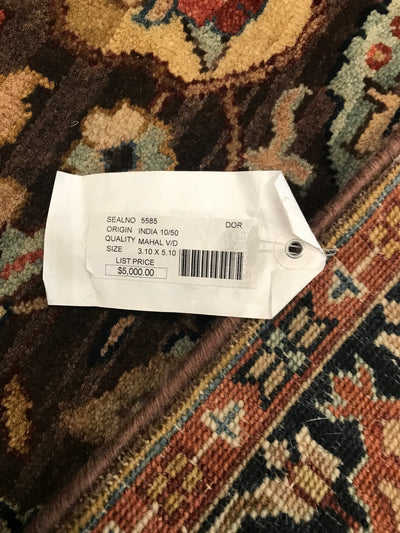 SEALNO 5585 DOR
ORIGIN INDIA 10/50
QUALITY MAHAL V/D
SIZE 3.10 X 5.10
LIST PRICE
$5,000.00